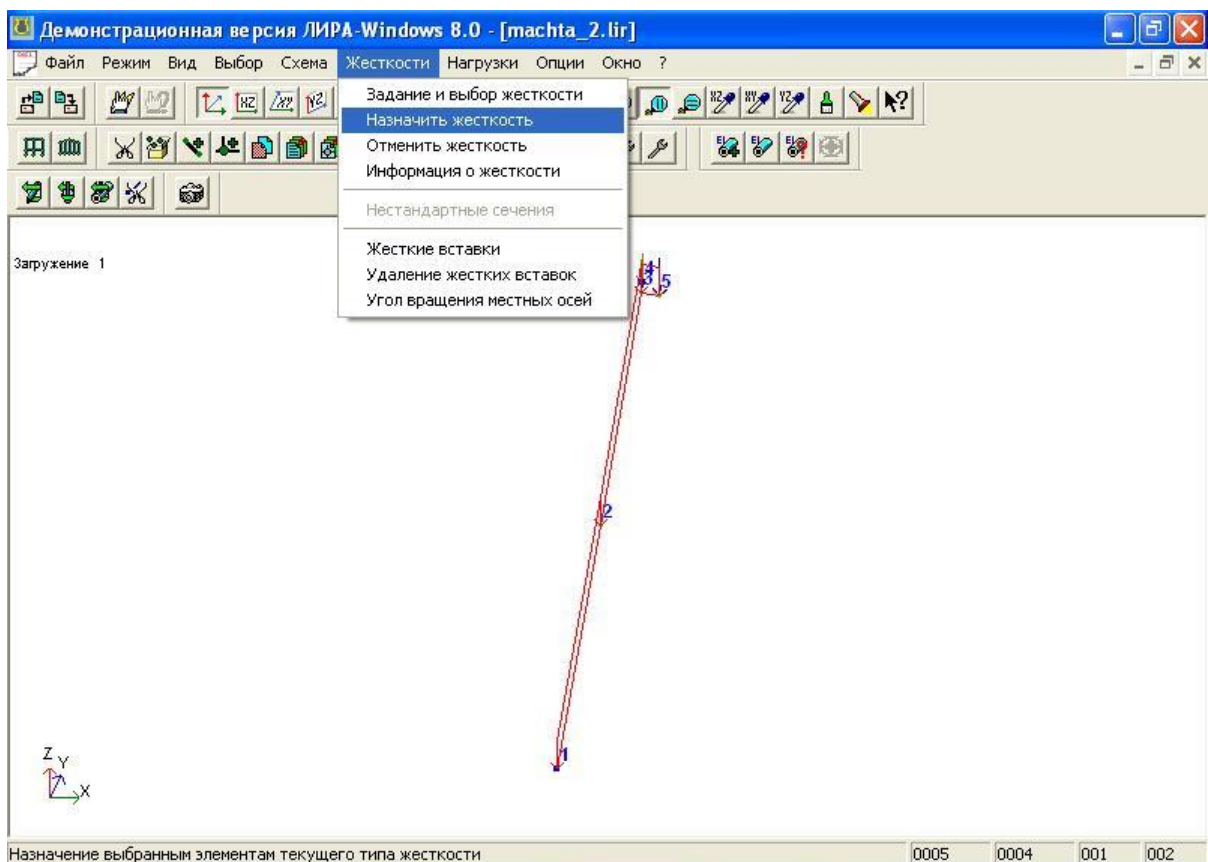 Демонстрационная версия ЛИРА-Windows 8.0 - [machta_2.lir]
Файл Режим Вид Выбор Схема Жесткости Нагрузки Опции Окно ?
Задание и выбор жесткости
Назначить жесткость
Отменить жесткость
Информация о жесткости
Нестандартные сечения
Жесткие вставки
Удаление жестких вставок
Угол вращения местных осей
Загружение 1
4
3 5
2
1
Z
Y
X
Назначение выбранным элементам текущего типа жесткости 0005 0004 001 002